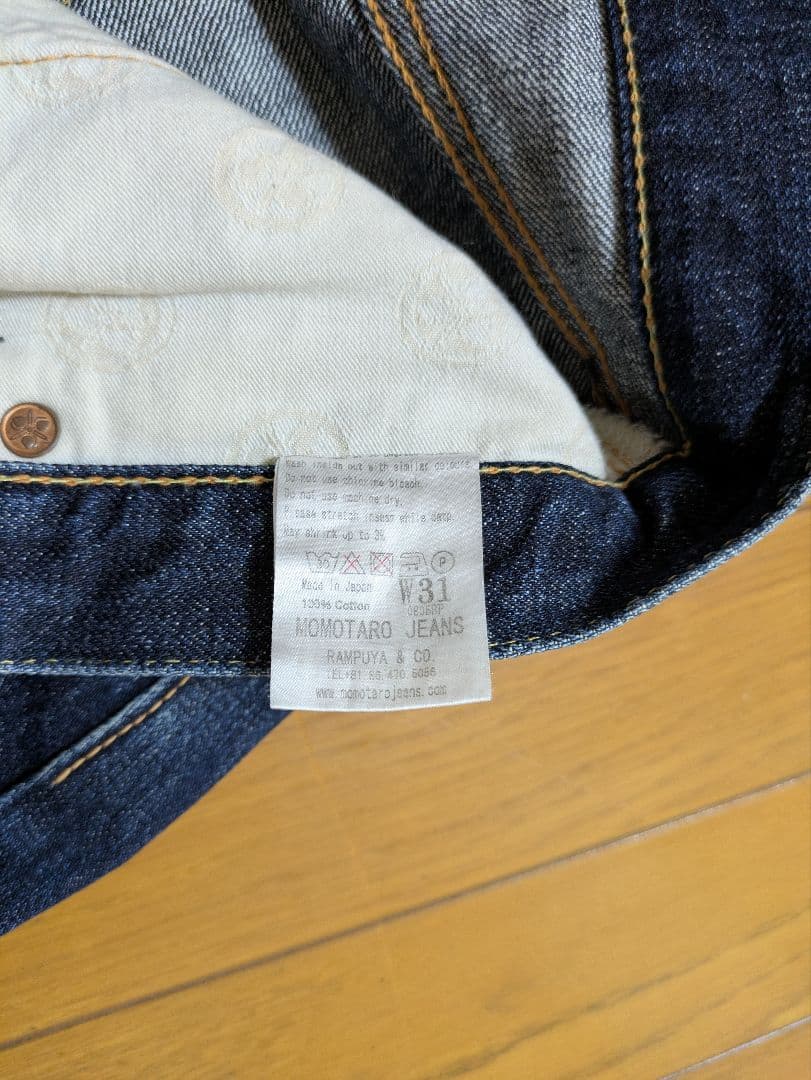 Wash inside out with similar colours
Do not use chlorine bleach.
Do not use machine dry.
Please stretch inseam while damp.
May shrink up to 3%
Made in Japan
100% Cotton
W31
MOMOTARO JEANS
RAMPUYA & CO.
www.momotarojeans.com